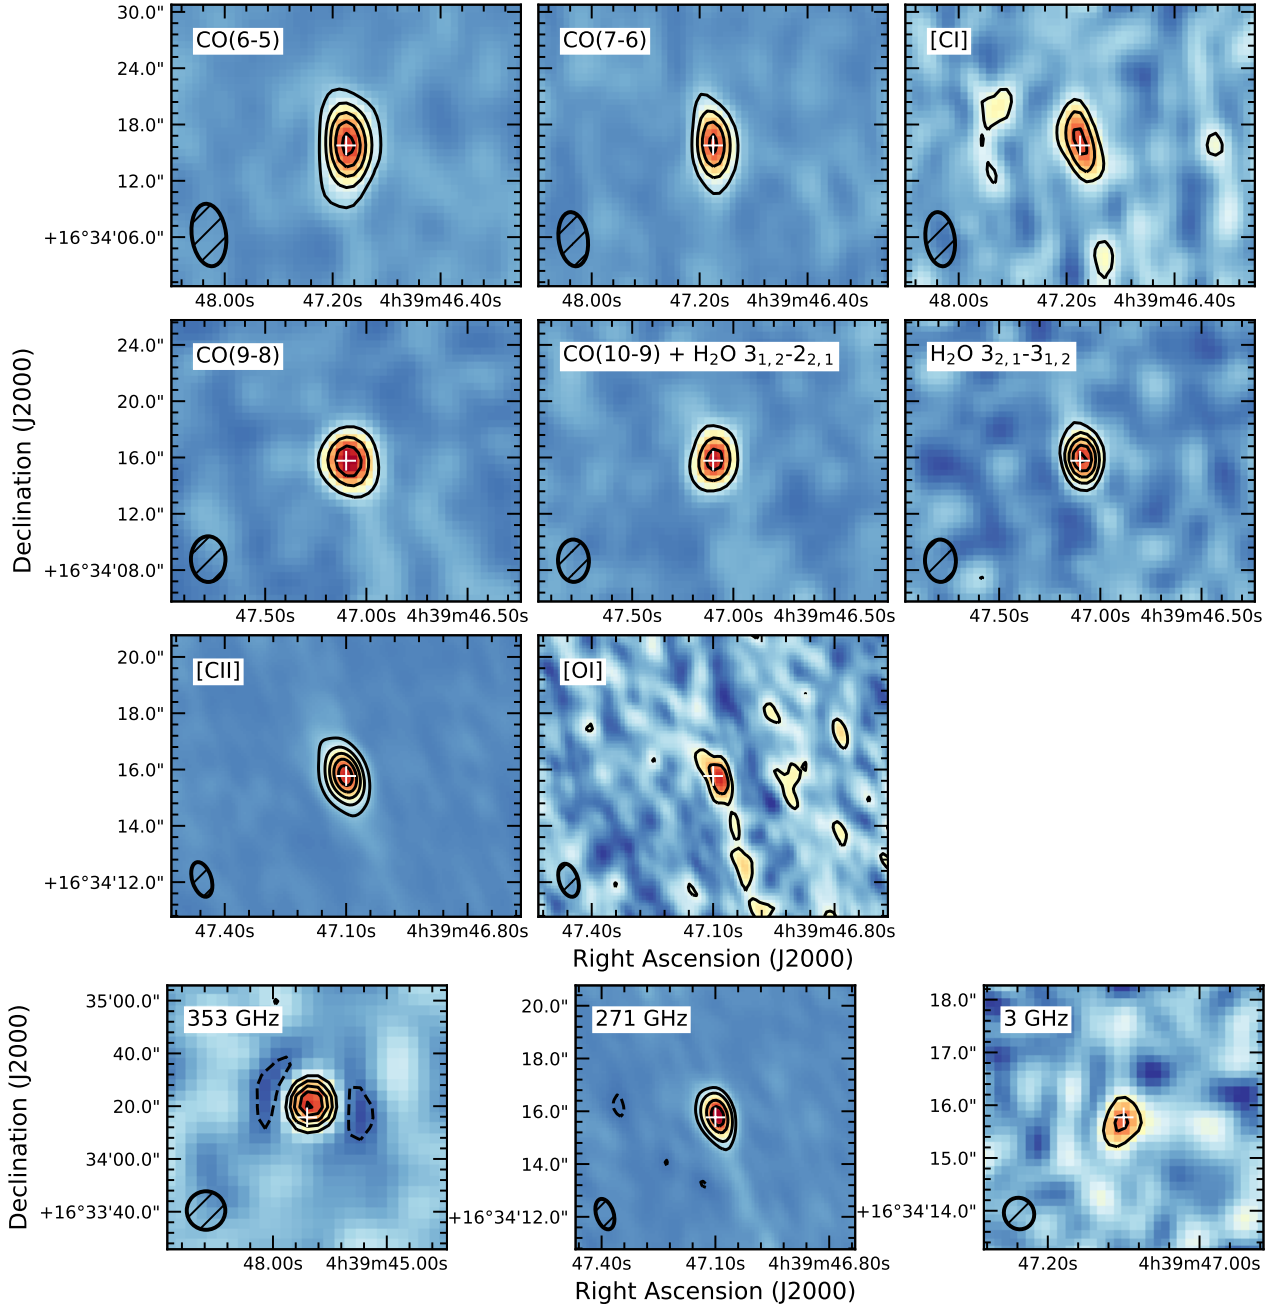 CO(6-5)
CO(7-6)
[CI]
30.0"
24.0"
18.0"
12.0"
+16°34'06.0"
48.00s 47.20s 4h39m46.40s
48.00s 47.20s 4h39m46.40s
48.00s 47.20s 4h39m46.40s
Declination (J2000)
CO(9-8)
CO(10-9) + H₂O 3₁,₂-2₂,₁
H₂O 3₂,₁-3₁,₂
24.0"
20.0"
16.0"
12.0"
+16°34'08.0"
47.50s 47.00s 4h39m46.50s
47.50s 47.00s 4h39m46.50s
47.50s 47.00s 4h39m46.50s
[CII]
[OI]
20.0"
18.0"
16.0"
14.0"
+16°34'12.0"
47.40s 47.10s 4h39m46.80s
47.40s 47.10s 4h39m46.80s
Right Ascension (J2000)
Declination (J2000)
353 GHz
35'00.0"
40.0"
20.0"
34'00.0"
+16°33'40.0"
48.00s 4h39m45.00s
271 GHz
20.0"
18.0"
16.0"
14.0"
+16°34'12.0"
47.40s 47.10s 4h39m46.80s
3 GHz
18.0"
17.0"
16.0"
15.0"
+16°34'14.0"
47.20s 4h39m47.00s
Right Ascension (J2000)